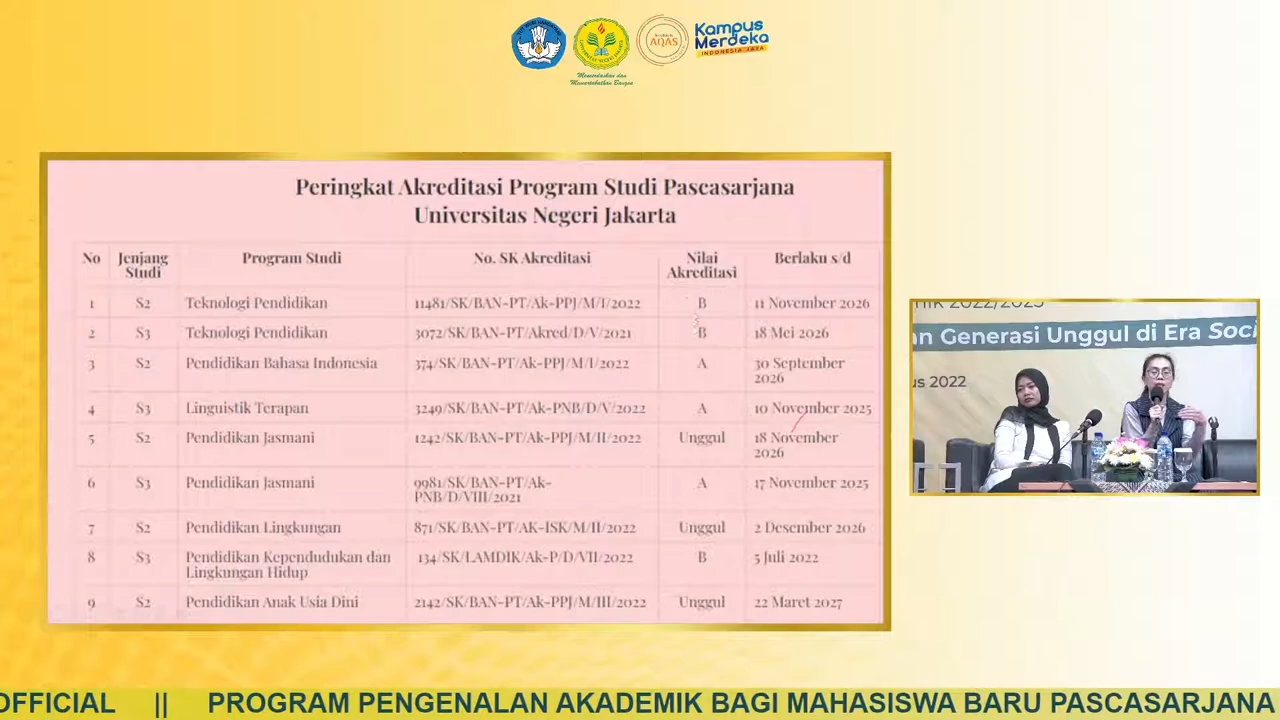 AQAS
Kampus
Merdeka
INDONESIA JAYA
Mencerdaskan dan
Memartabatkan Bangsa
Peringkat Akreditasi Program Studi Pascasarjana
Universitas Negeri Jakarta
No Jenjang Studi Program Studi No. SK Akreditasi Nilai Akreditasi Berlaku s/d
1 S2 Teknologi Pendidikan 11481/SK/BAN-PT/Ak-PPJ/M/I/2022 B 11 November 2026
2 S3 Teknologi Pendidikan 3072/SK/BAN-PT/Akred/D/V/2021 B 18 Mei 2026
3 S2 Pendidikan Bahasa Indonesia 374/SK/BAN-PT/Ak-PPJ/M/I/2022 A 30 September 2026
4 S3 Linguistik Terapan 3249/SK/BAN-PT/Ak-PNB/D/V/2022 A 10 November 2025
5 S2 Pendidikan Jasmani 1242/SK/BAN-PT/Ak-PPJ/M/II/2022 Unggul 18 November 2026
6 S3 Pendidikan Jasmani 9981/SK/BAN-PT/Ak-PNB/D/VIII/2021 A 17 November 2025
7 S2 Pendidikan Lingkungan 871/SK/BAN-PT/Ak-ISK/M/II/2022 Unggul 2 Desember 2026
8 S3 Pendidikan Kependudukan dan Lingkungan Hidup 134/SK/LAMDIK/Ak-P/D/VII/2022 B 5 Juli 2022
9 S2 Pendidikan Anak Usia Dini 2142/SK/BAN-PT/Ak-PPJ/M/III/2022 Unggul 22 Maret 2027
2022/2023
an Generasi Unggul di Era Soci
us 2022
OFFICIAL || PROGRAM PENGENALAN AKADEMIK BAGI MAHASISWA BARU PASCASARJANA